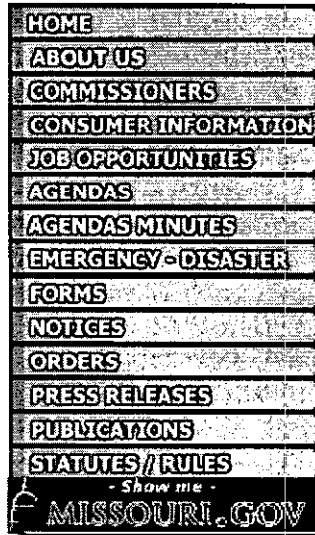 HOME
ABOUT US
COMMISSIONERS
CONSUMER INFORMATION
JOB OPPORTUNITIES
AGENDAS
AGENDAS MINUTES
EMERGENCY - DISASTER
FORMS
NOTICES
ORDERS
PRESS RELEASES
PUBLICATIONS
STATUTES // RULES
- Show me -
MISSOURI.GOV